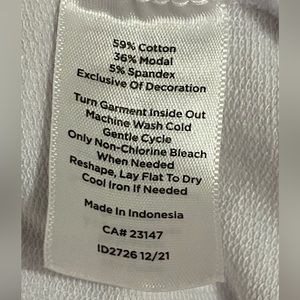 59% Cotton
36% Modal
5% Spandex
Exclusive Of Decoration
Turn Garment Inside Out
Machine Wash Cold
Gentle Cycle
Only Non-Chlorine Bleach
When Needed
Reshape, Lay Flat To Dry
Cool Iron If Needed
Made In Indonesia
CA# 23147
ID2726 12/21